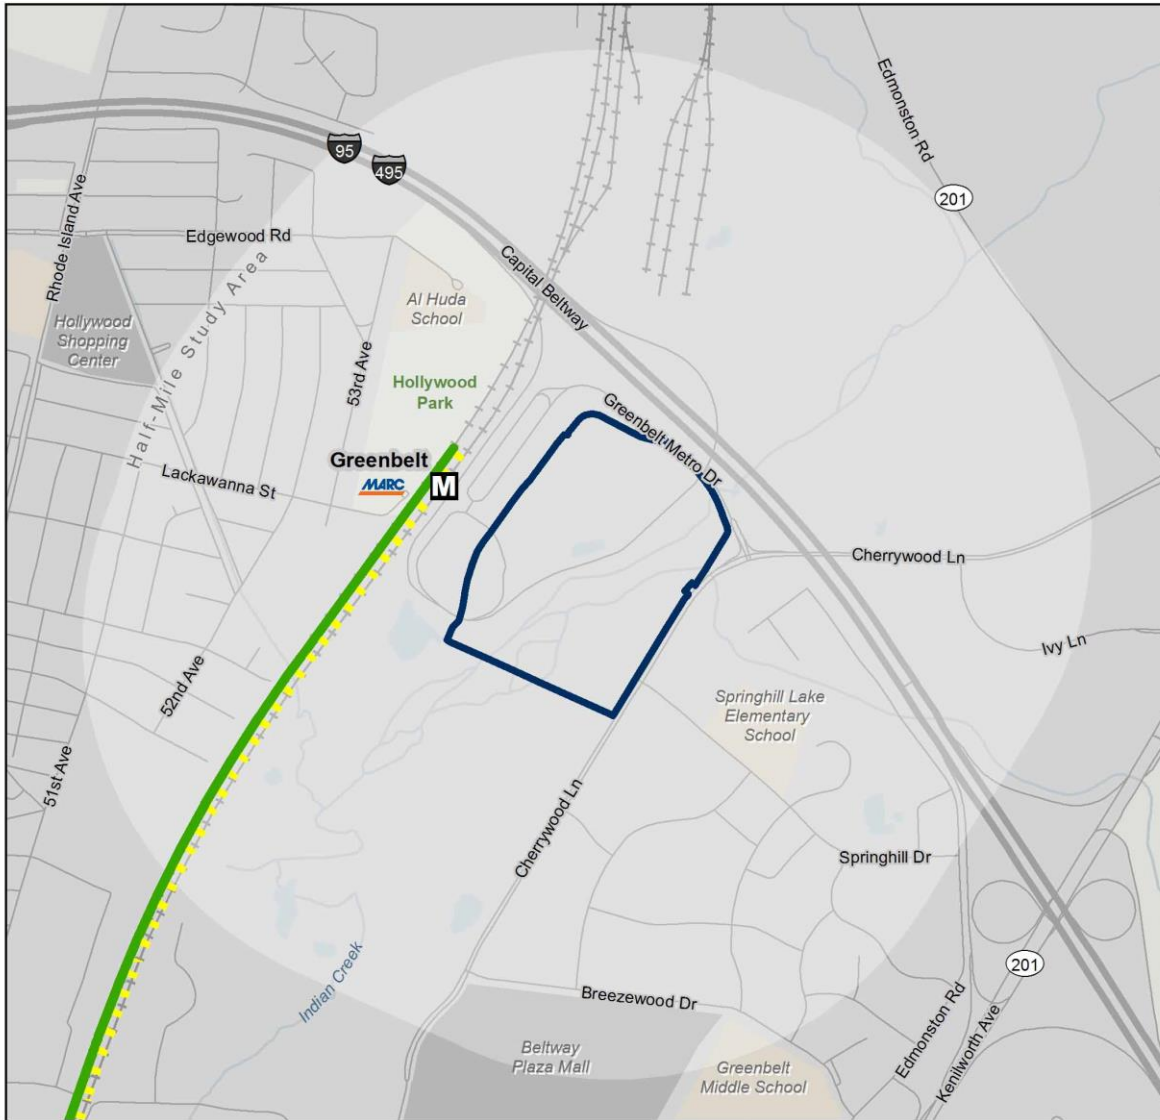 Edmonston Rd
95
495
201
Rhode Island Ave
Edgewood Rd
Capital Beltway
Half-Mile Study Area
Al Huda
School
Hollywood
Shopping
Center
53rd Ave
Hollywood
Park
Greenbelt Metro Dr
Greenbelt
MARC
M
Lackawanna St
Cherrywood Ln
Ivy Ln
52nd Ave
Springhill Lake
Elementary
School
51st Ave
Cherrywood Ln
Springhill Dr
Indian Creek
201
Breezewood Dr
Edmonston Rd
Kenilworth Ave
Beltway
Plaza Mall
Greenbelt
Middle School